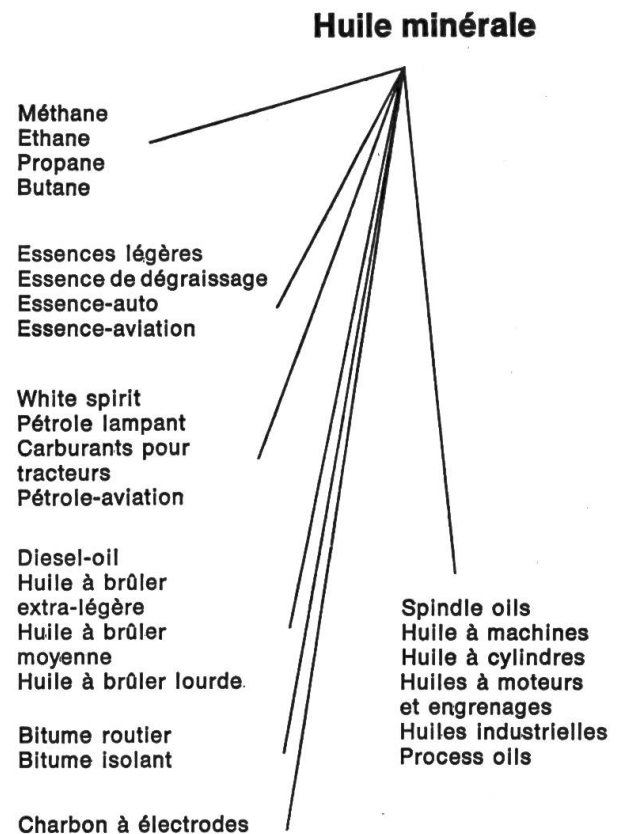 Huile minérale
Méthane
Ethane
Propane
Butane
Essences légères
Essence de dégraissage
Essence-auto
Essence-aviation
White spirit
Pétrole lampant
Carburants pour
tracteurs
Pétrole-aviation
Diesel-oil
Huile à brûler
extra-légère
Huile à brûler
moyenne
Huile à brûler lourde
Bitume routier
Bitume isolant
Charbon à électrodes
Spindle oils
Huile à machines
Huile à cylindres
Huiles à moteurs
et engrenages
Huiles industrielles
Process oils